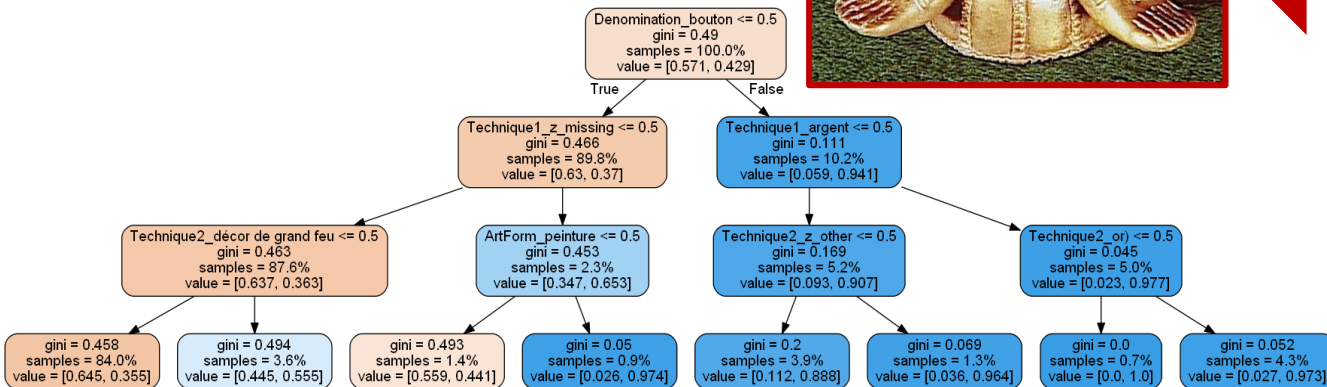 Denomination_bouton <= 0.5
gini = 0.49
samples = 100.0%
value = [0.571, 0.429]
True
False
Technique1_z_missing <= 0.5
gini = 0.466
samples = 89.8%
value = [0.63, 0.37]
Technique1_argent <= 0.5
gini = 0.111
samples = 10.2%
value = [0.059, 0.941]
Technique2_décor de grand feu <= 0.5
gini = 0.463
samples = 87.6%
value = [0.637, 0.363]
ArtForm_peinture <= 0.5
gini = 0.453
samples = 2.3%
value = [0.347, 0.653]
Technique2_z_other <= 0.5
gini = 0.169
samples = 5.2%
value = [0.093, 0.907]
Technique2_or) <= 0.5
gini = 0.045
samples = 5.0%
value = [0.023, 0.977]
gini = 0.458
samples = 84.0%
value = [0.645, 0.355]
gini = 0.494
samples = 3.6%
value = [0.445, 0.555]
gini = 0.493
samples = 1.4%
value = [0.559, 0.441]
gini = 0.05
samples = 0.9%
value = [0.026, 0.974]
gini = 0.2
samples = 3.9%
value = [0.112, 0.888]
gini = 0.069
samples = 1.3%
value = [0.036, 0.964]
gini = 0.0
samples = 0.7%
value = [0.0, 1.0]
gini = 0.052
samples = 4.3%
value = [0.027, 0.973]